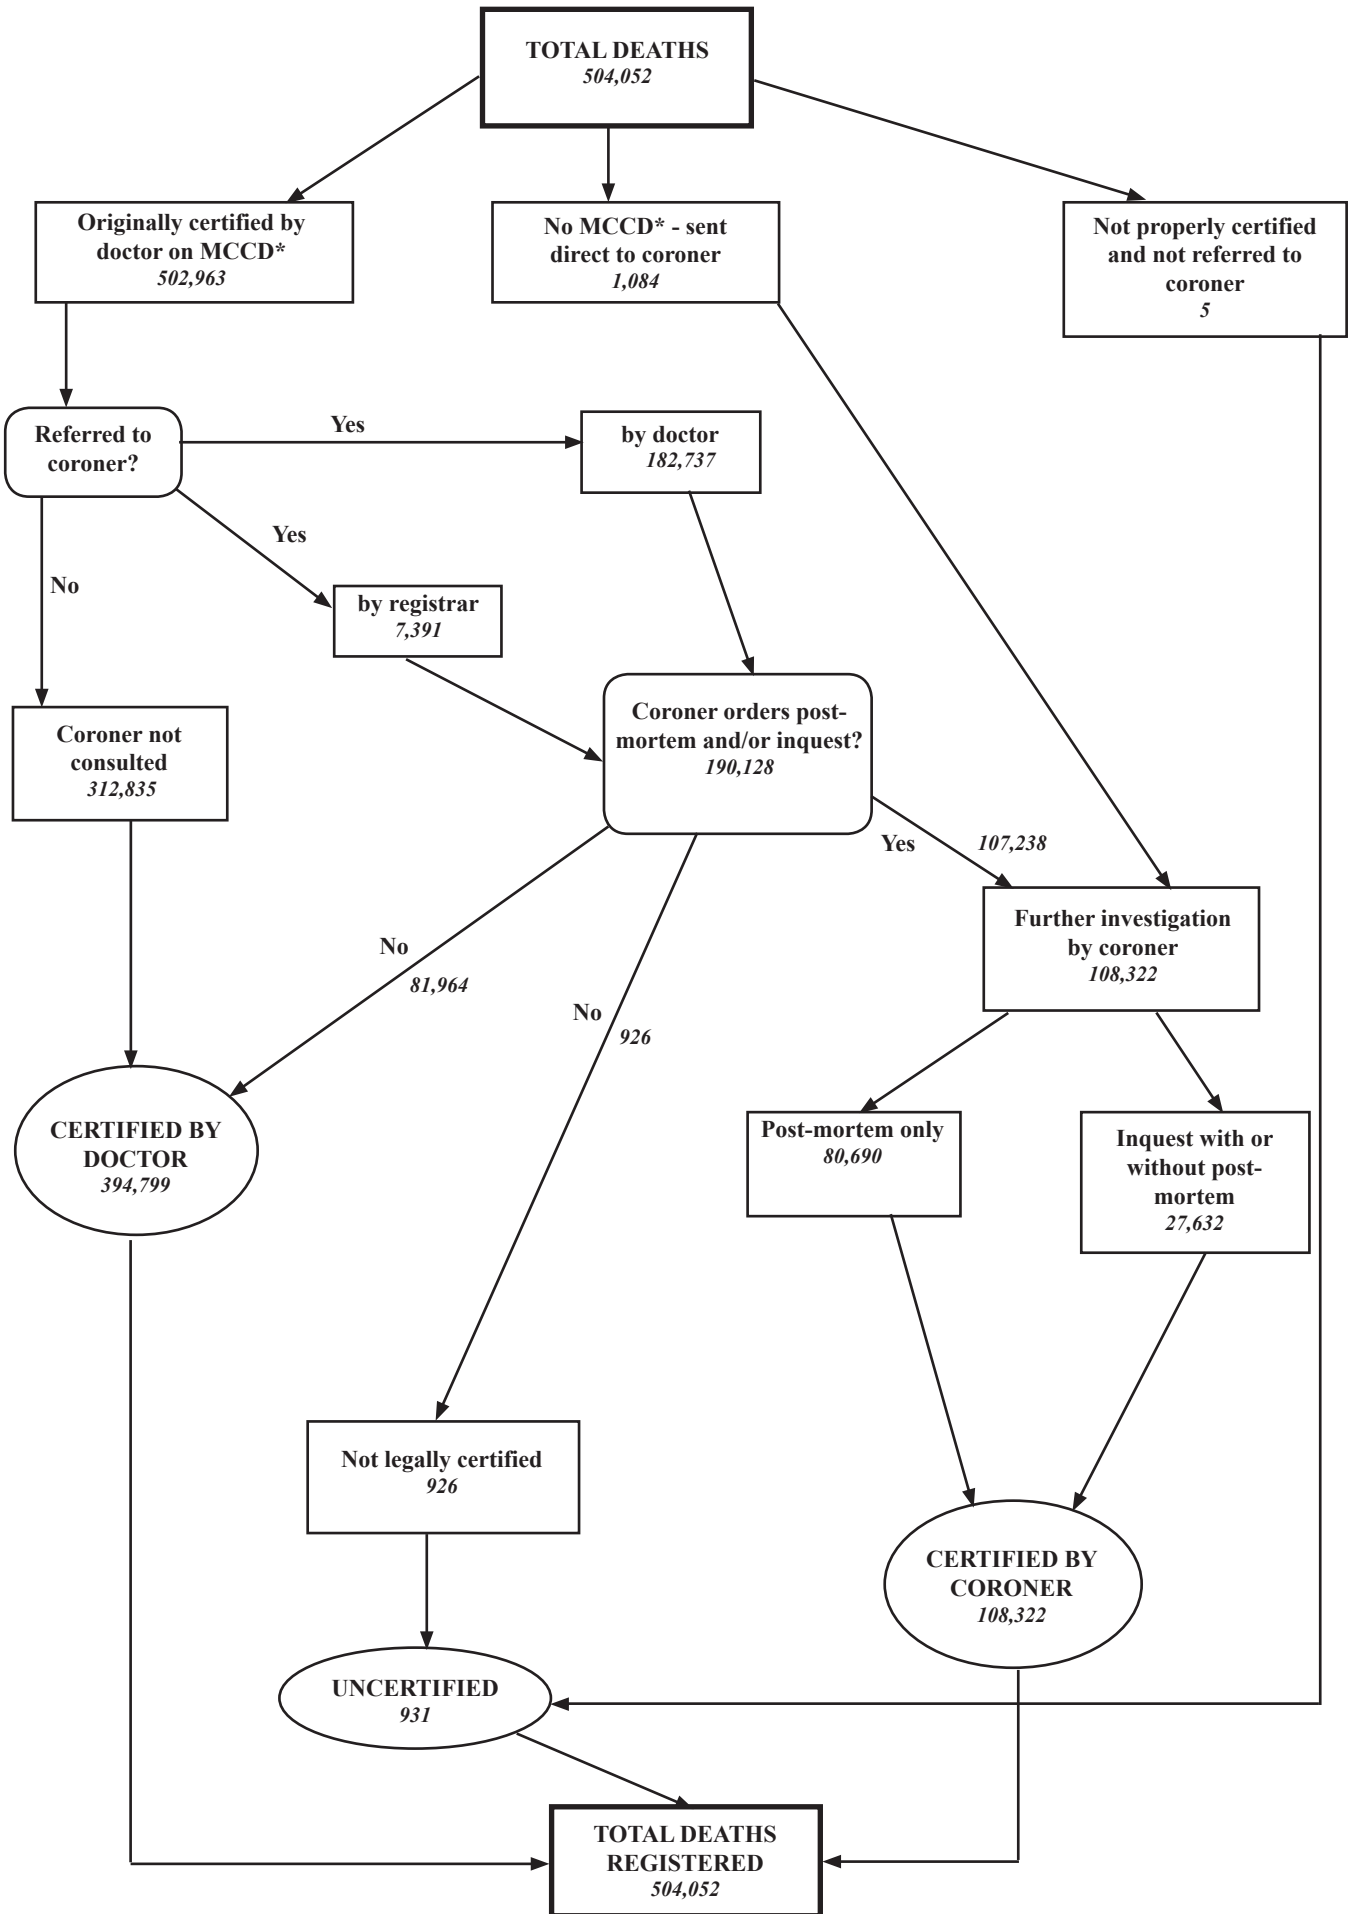 TOTAL DEATHS
504,052
Originally certified by
doctor on MCCD*
502,963
No MCCD* - sent
direct to coroner
1,084
Not properly certified
and not referred to
coroner
5
Referred to
coroner?
Yes
by doctor
182,737
Yes
No
by registrar
7,391
Coroner not
consulted
312,835
Coroner orders post-
mortem and/or inquest?
190,128
Yes
107,238
Further investigation
by coroner
108,322
No
81,964
No
926
CERTIFIED BY
DOCTOR
394,799
Post-mortem only
80,690
Inquest with or
without post-
mortem
27,632
Not legally certified
926
CERTIFIED BY
CORONER
108,322
UNCERTIFIED
931
TOTAL DEATHS
REGISTERED
504,052